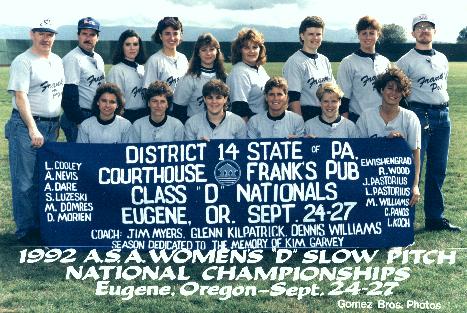 DISTRICT 14 STATE OF PA.
COURTHOUSE FRANK'S PUB
CLASS "D" NATIONALS
EUGENE, OR. SEPT. 24-27
L. COOLEY
A. NEVIS
A. DARE
S. LUZESKI
M. DOMRES
D. MORIEN
E. WISHENGRAD
R. WOOD
J. PASTORIUS
L. PASTORIUS
M. WILLIAMS
C. PANOS
L. KOCH
COACH: JIM MYERS, GLENN KILPATRICK, DENNIS WILLIAMS
SEASON DEDICATED TO THE MEMORY OF KIM GARVEY
1992 A.S.A. WOMEN'S "D" SLOW PITCH
NATIONAL CHAMPIONSHIPS
Eugene, Oregon-Sept. 24-27
Gomez Bros. Photos